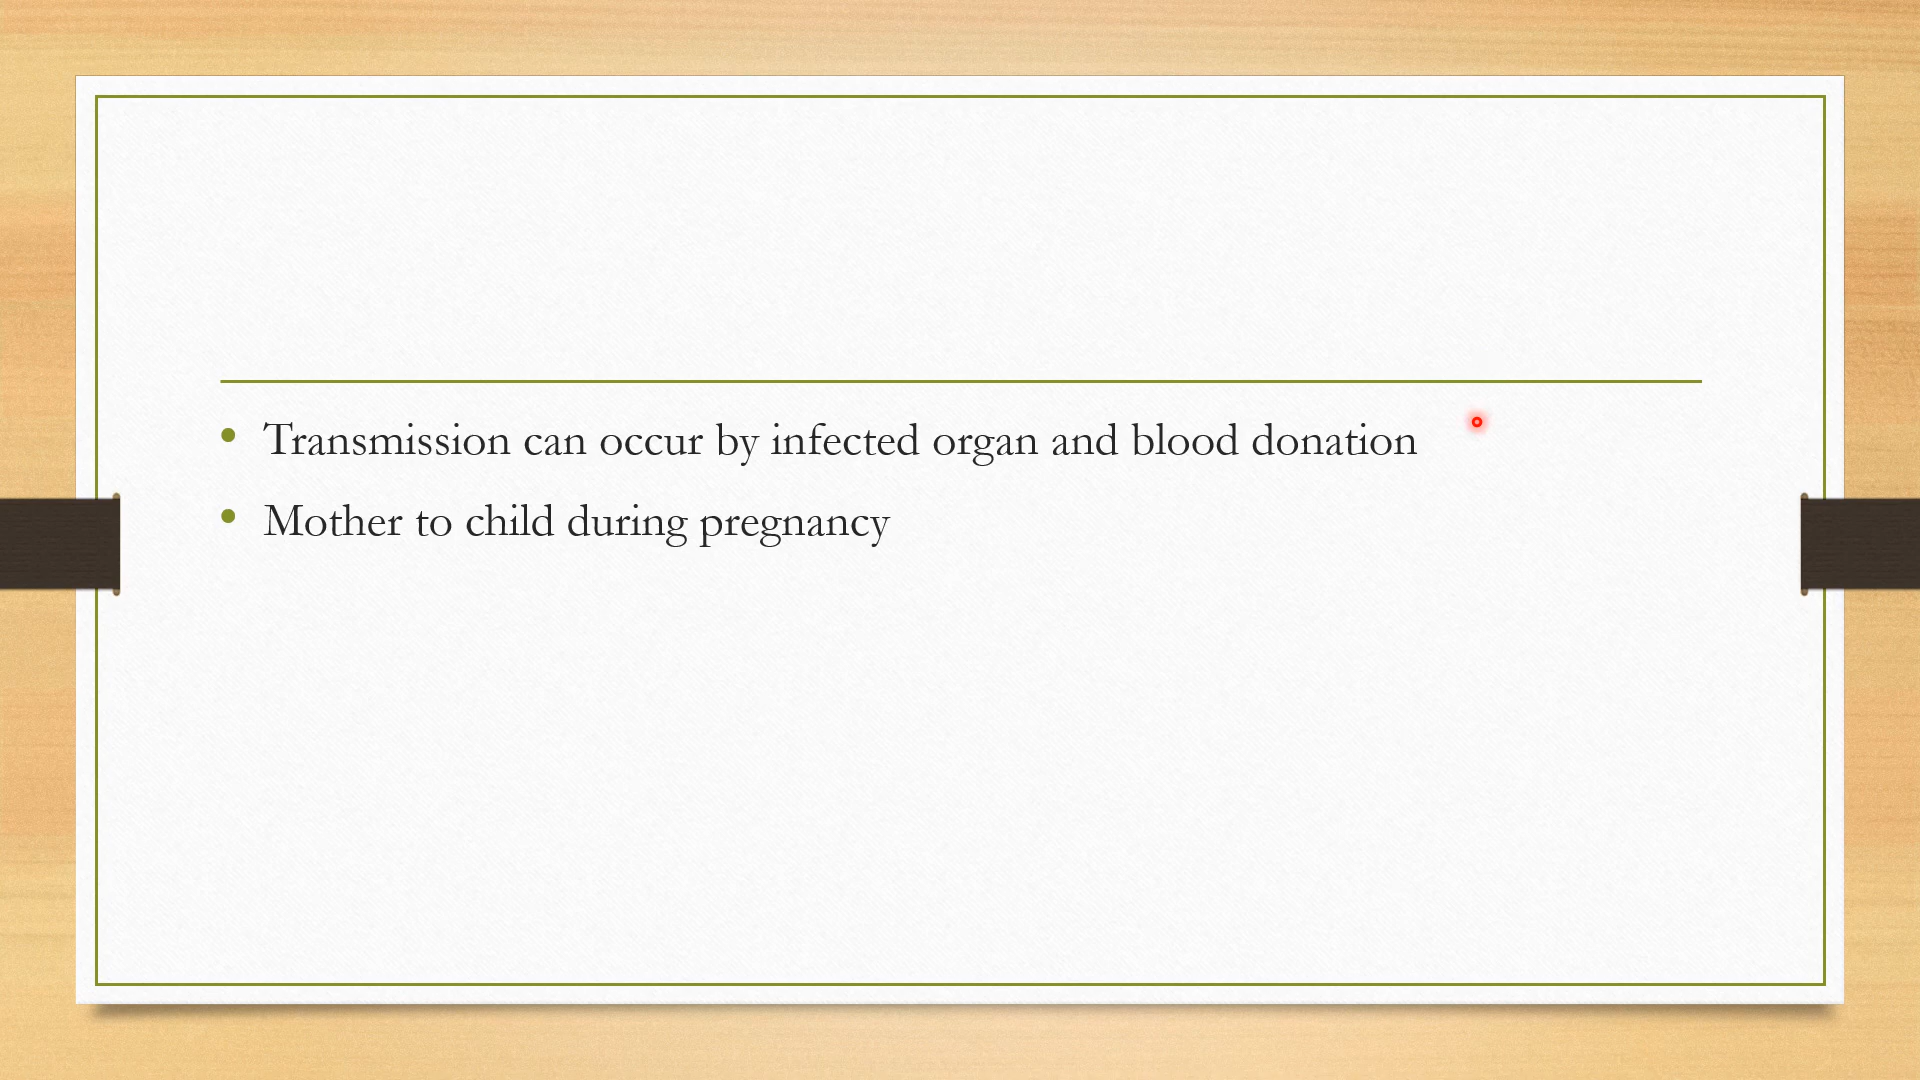 • Transmission can occur by infected organ and blood donation
• Mother to child during pregnancy